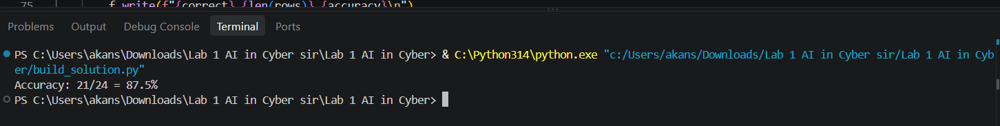 75 f.write(f"{correct} {len(rows)} {accuracy}\n")
Problems Output Debug Console Terminal Ports
PS C:\Users\akans\Downloads\Lab 1 AI in Cyber sir\Lab 1 AI in Cyber> & C:\Python314\python.exe "c:/Users/akans/Downloads/Lab 1 AI in Cyber sir/Lab 1 AI in Cyb
er/build_solution.py"
Accuracy: 21/24 = 87.5%
PS C:\Users\akans\Downloads\Lab 1 AI in Cyber sir\Lab 1 AI in Cyber>